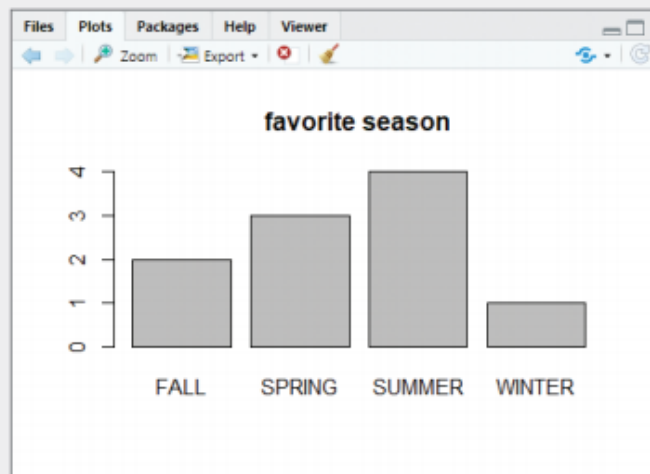 Files Plots Packages Help Viewer
Zoom Export
favorite season
4
3
2
1
0
FALL SPRING SUMMER WINTER